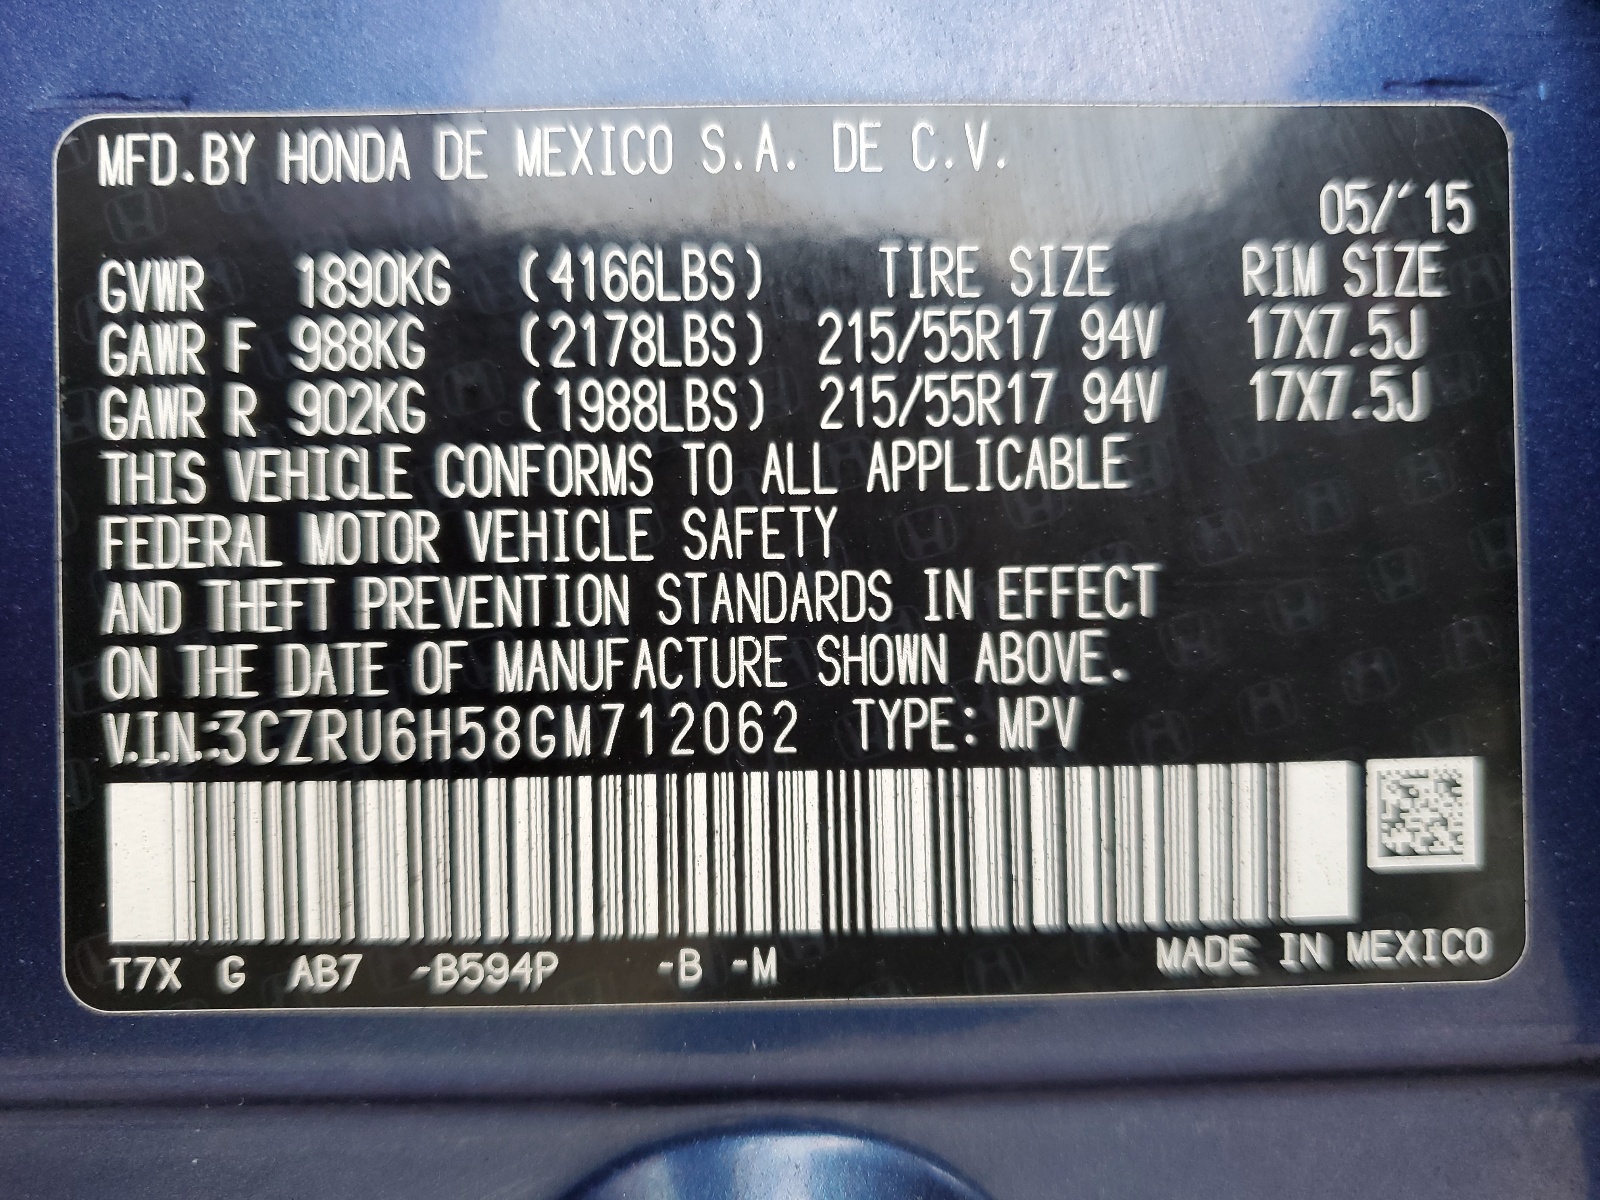 MFD.BY HONDA DE MEXICO S.A. DE C.V.
05/'15
GVWR 1890KG (4166LBS) TIRE SIZE RIM SIZE
GAWR F 988KG (2178LBS) 215/55R17 94V 17X7.5J
GAWR R 902KG (1988LBS) 215/55R17 94V 17X7.5J
THIS VEHICLE CONFORMS TO ALL APPLICABLE
FEDERAL MOTOR VEHICLE SAFETY
AND THEFT PREVENTION STANDARDS IN EFFECT
ON THE DATE OF MANUFACTURE SHOWN ABOVE.
V.I.N.:3CZRU6H58GM712062 TYPE: MPV
T7X G AB7 -B594P -B -M MADE IN MEXICO